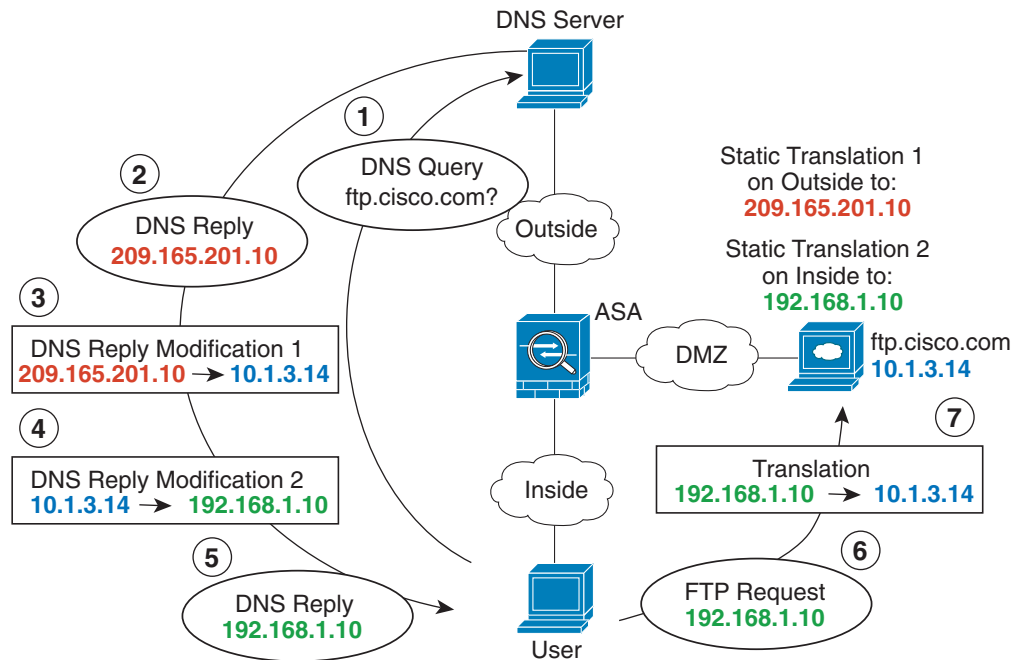 DNS Server
1
DNS Query
ftp.cisco.com?
2
DNS Reply
209.165.201.10
Outside
Static Translation 1
on Outside to:
209.165.201.10
Static Translation 2
on Inside to:
192.168.1.10
3
DNS Reply Modification 1
209.165.201.10 → 10.1.3.14
ASA
DMZ
ftp.cisco.com
10.1.3.14
4
DNS Reply Modification 2
10.1.3.14 → 192.168.1.10
Inside
7
Translation
192.168.1.10 → 10.1.3.14
5
DNS Reply
192.168.1.10
User
6
FTP Request
192.168.1.10